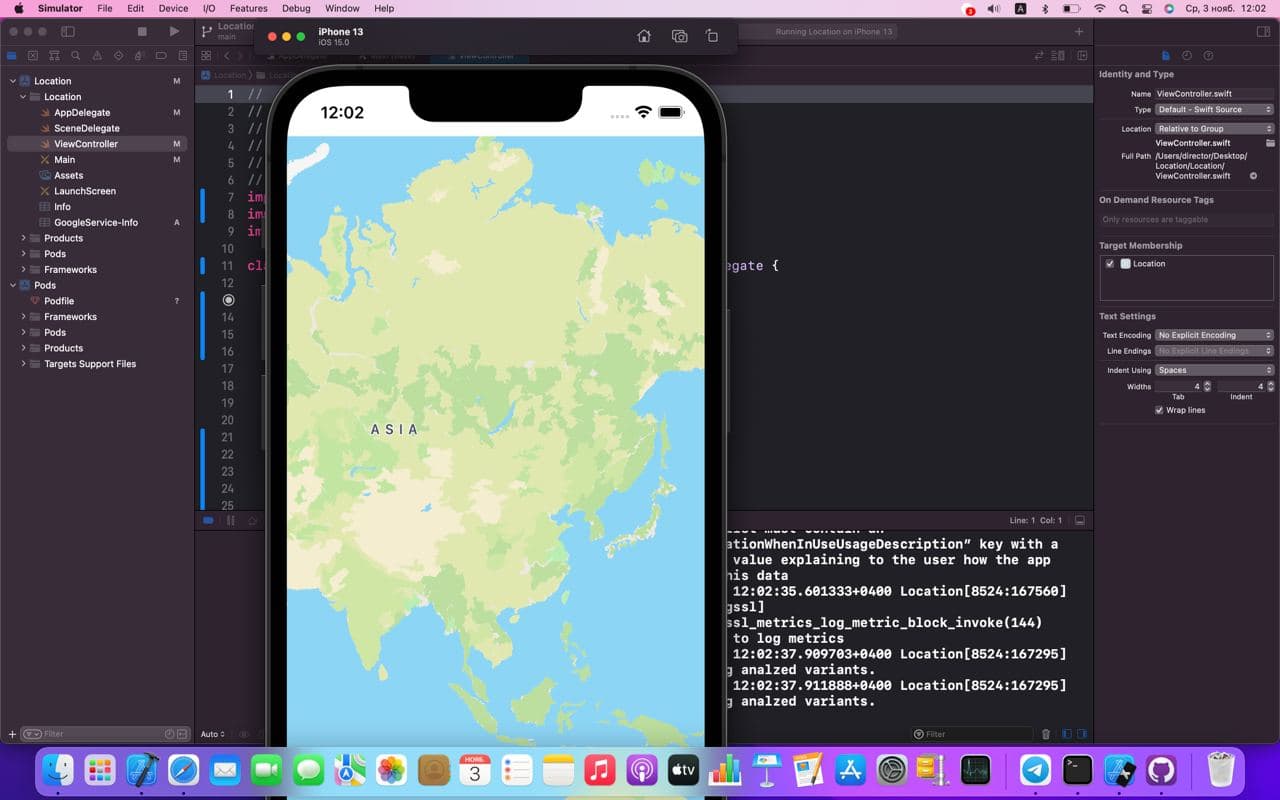 Simulator File Edit Device I/O Features Debug Window Help
3
A
Ср, 3 нояб. 12:02
Location
main
iPhone 13
iOS 15.0
Running Location on iPhone 13
Location
ViewController
Location M
Location
AppDelegate M
SceneDelegate
ViewController M
Main M
Assets
LaunchScreen
Info
GoogleService-Info A
Products
Pods
Frameworks
Pods
Podfile ?
Frameworks
Pods
Products
Targets Support Files
Filter
1 //
2 //
3 //
4 //
5 //
6 //
7 im
8 im
9 im
10
11 cl
egate {
12
14
15
16
17
18
19
20
21
22
23
24
25
12:02
ASIA
Line: 1 Col: 1
ationWhenInUseUsageDescription” key with a
value explaining to the user how the app
his data
12:02:35.601333+0400 Location[8524:167560]
gssl]
ssl_metrics_log_metric_block_invoke(144)
to log metrics
12:02:37.909703+0400 Location[8524:167295]
g analzed variants.
12:02:37.911888+0400 Location[8524:167295]
g analzed variants.
Auto
Filter
Identity and Type
Name ViewController.swift
Type Default - Swift Source
Location Relative to Group
ViewController.swift
Full Path /Users/director/Desktop/
Location/Location/
ViewController.swift
On Demand Resource Tags
Only resources are taggable
Target Membership
Location
Text Settings
Text Encoding No Explicit Encoding
Line Endings No Explicit Line Endings
Indent Using Spaces
Widths 4 4
Tab Indent
Wrap lines
НОЯБ.
3
tv